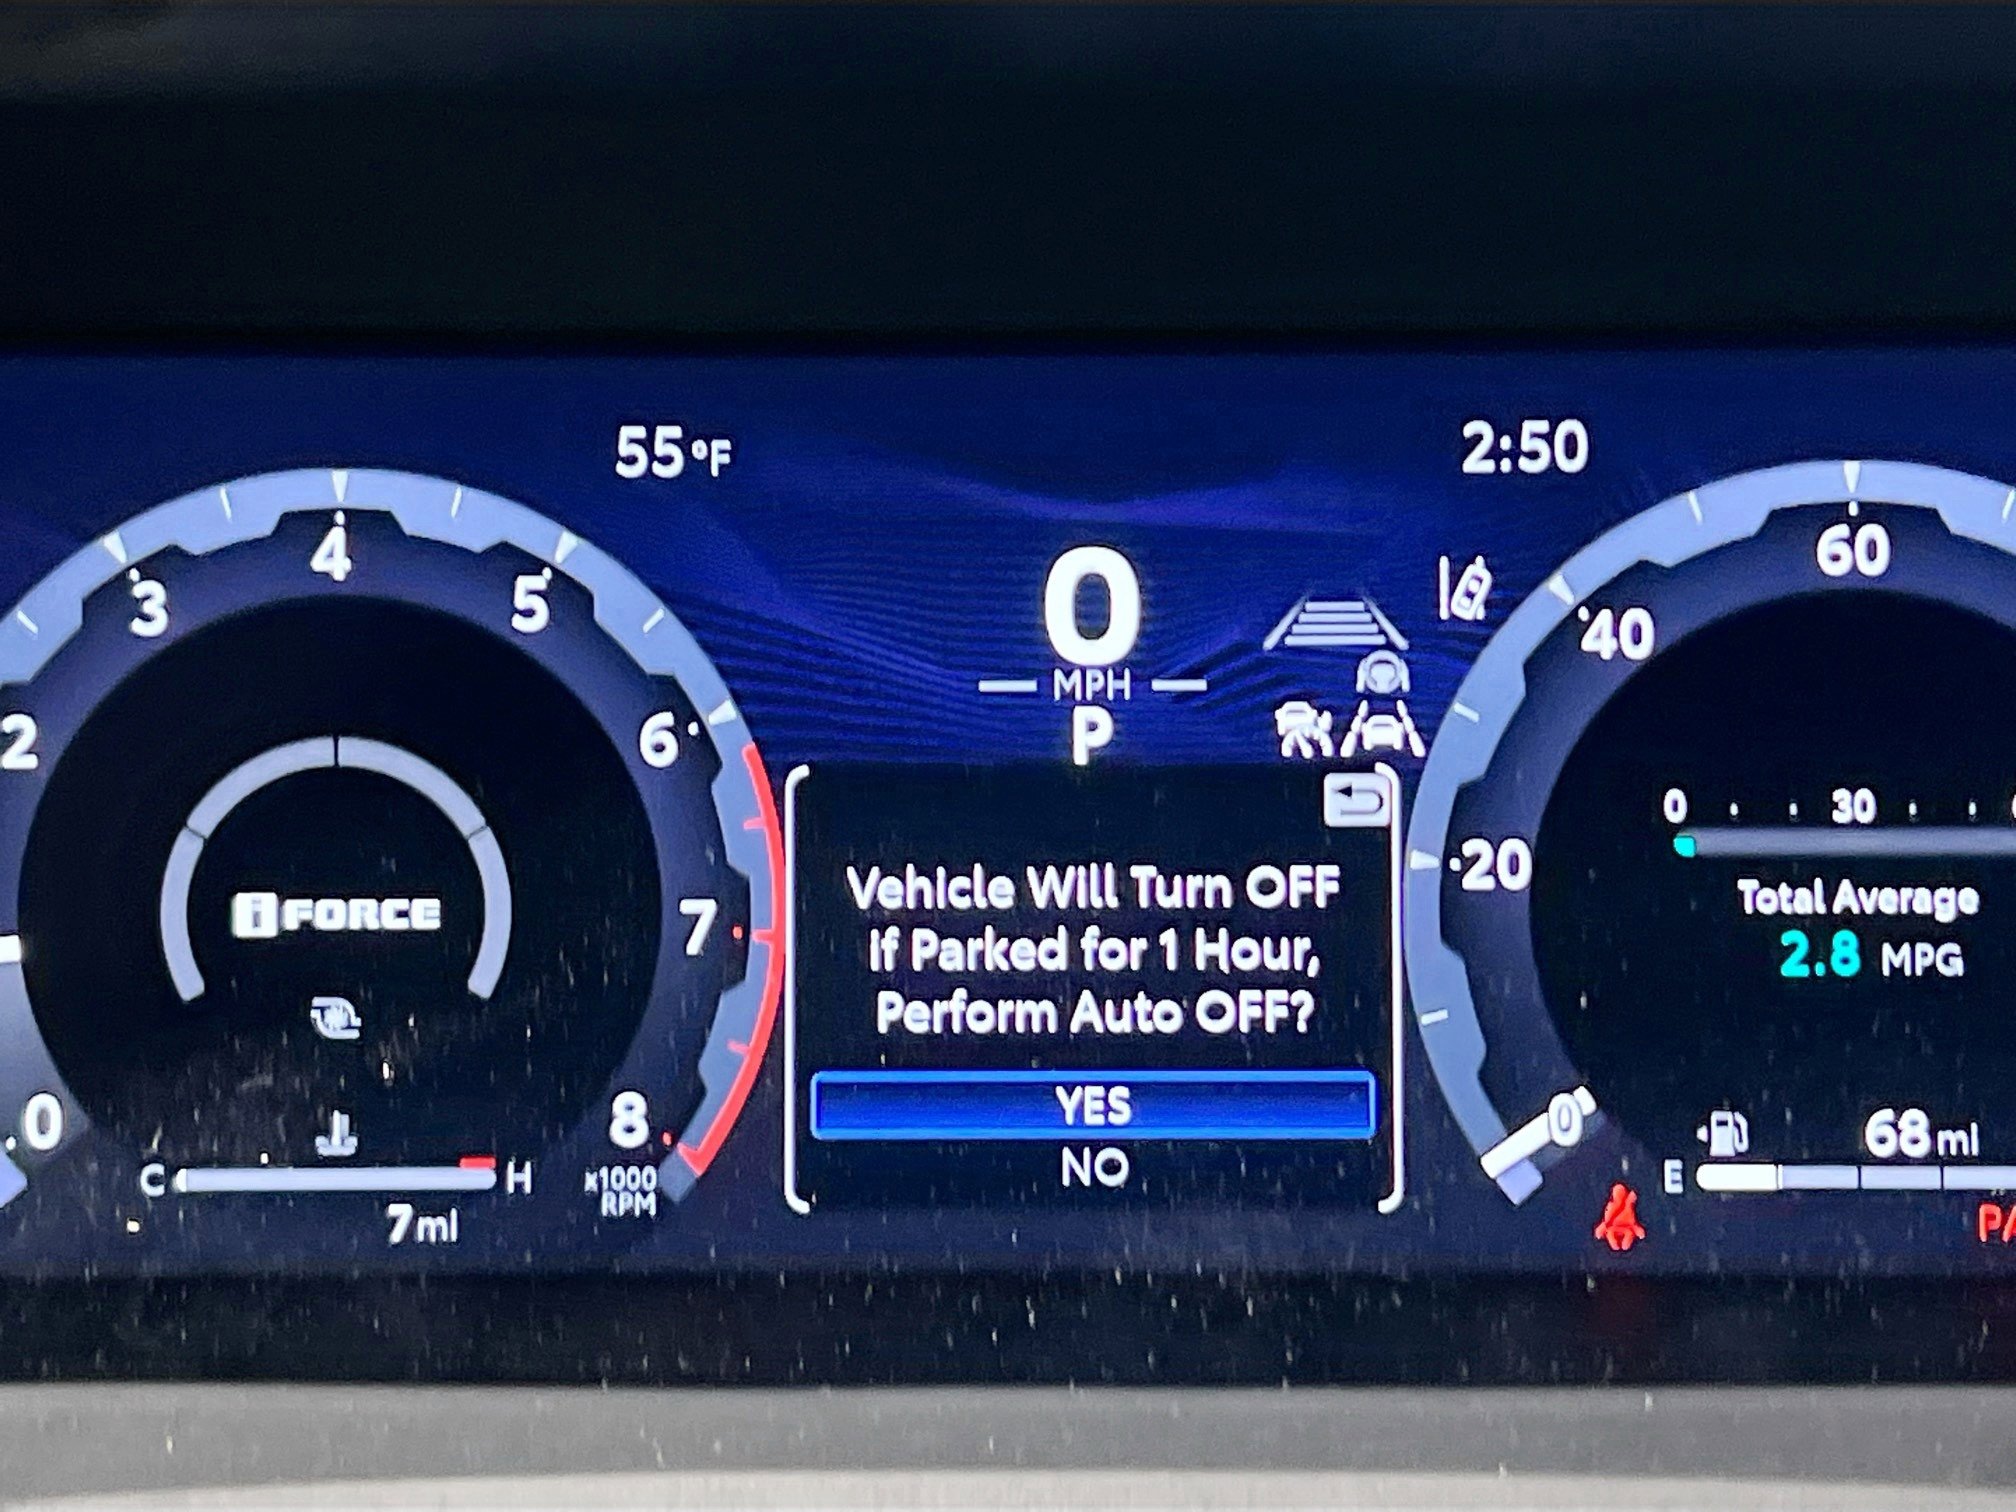 55°F
2:50
0
MPH
P
2
3
4
5
6
7
8
0
x1000
RPM
i FORCE
C
H
7mi
Vehicle Will Turn OFF
if Parked for 1 Hour,
Perform Auto OFF?
YES
NO
0
20
40
60
0 30
Total Average
2.8 MPG
68mi
E